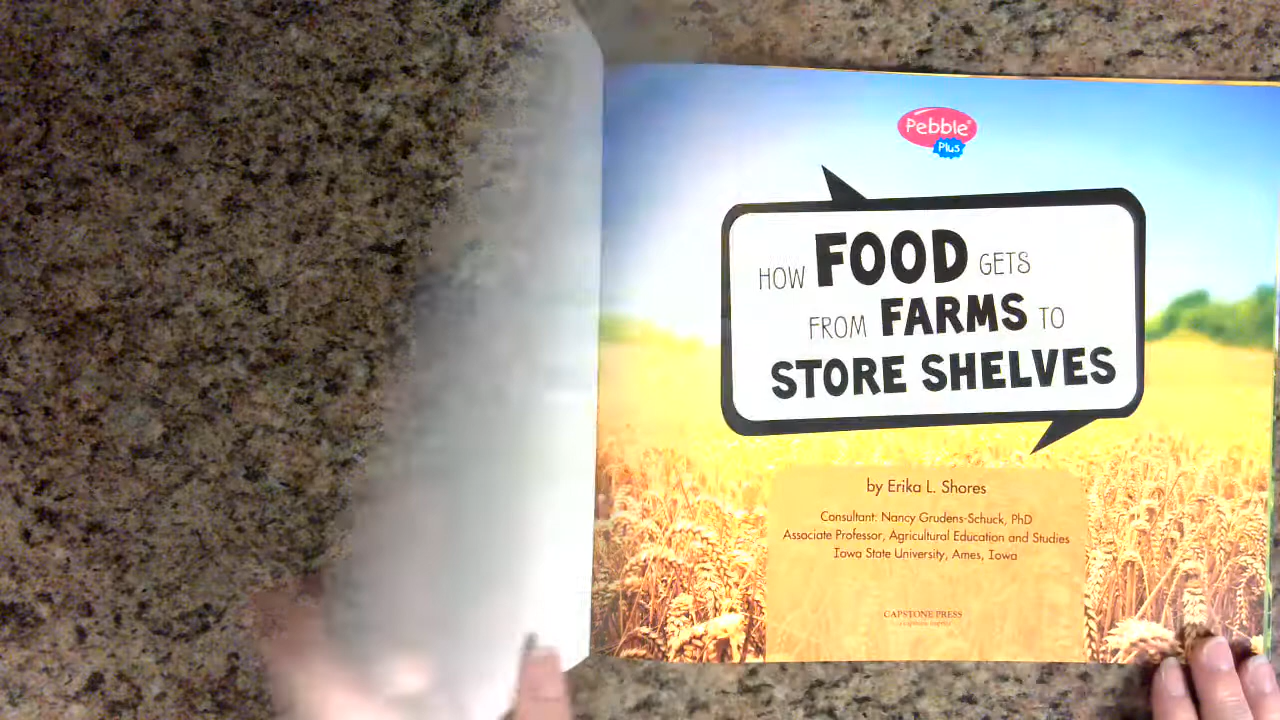 Pebble
Plus
HOW FOOD GETS
FROM FARMS TO
STORE SHELVES
by Erika L. Shores
Consultant: Nancy Grudens-Schuck, PhD
Associate Professor, Agricultural Education and Studies
Iowa State University, Ames, Iowa
CAPSTONE PRESS